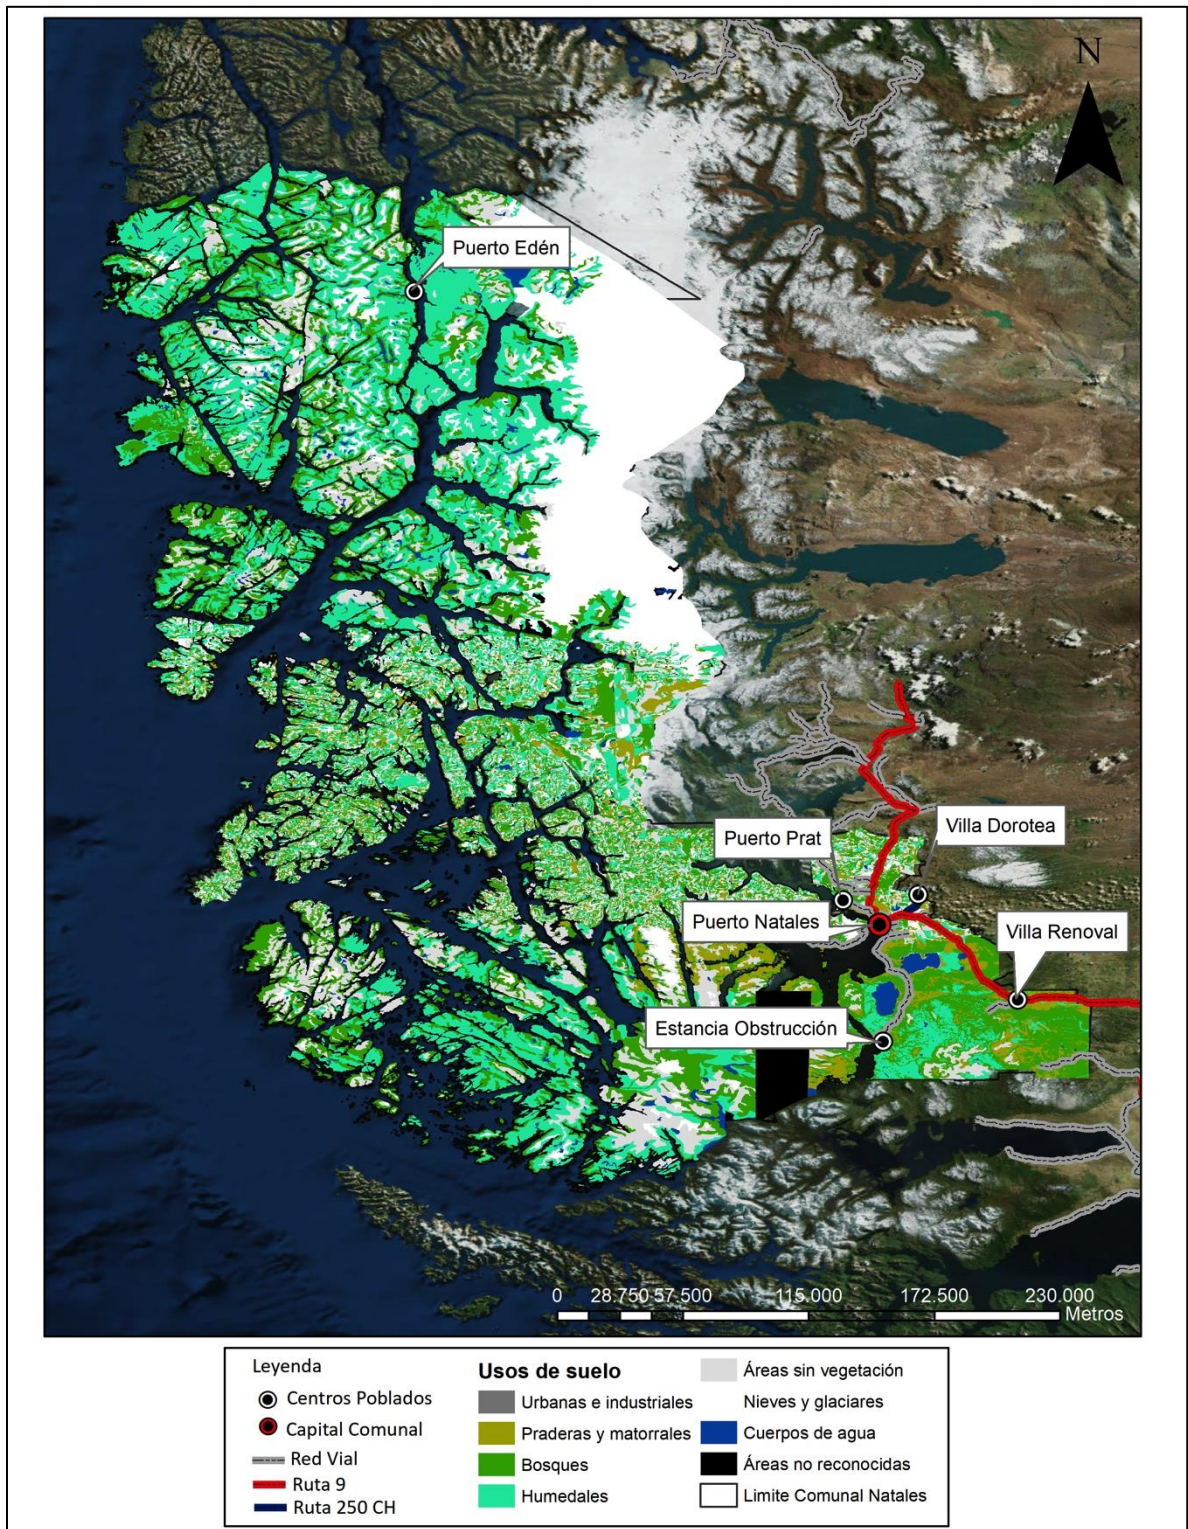 N
Puerto Edén
Villa Dorotea
Puerto Prat
Puerto Natales
Villa Renoval
Estancia Obstrucción
0 28.750 57.500 115.000 172.500 230.000
Metros
Leyenda
Centros Poblados
Capital Comunal
Red Vial
Ruta 9
Ruta 250 CH
Usos de suelo
Urbanas e industriales
Praderas y matorrales
Bosques
Humedales
Áreas sin vegetación
Nieves y glaciares
Cuerpos de agua
Áreas no reconocidas
Limite Comunal Natales